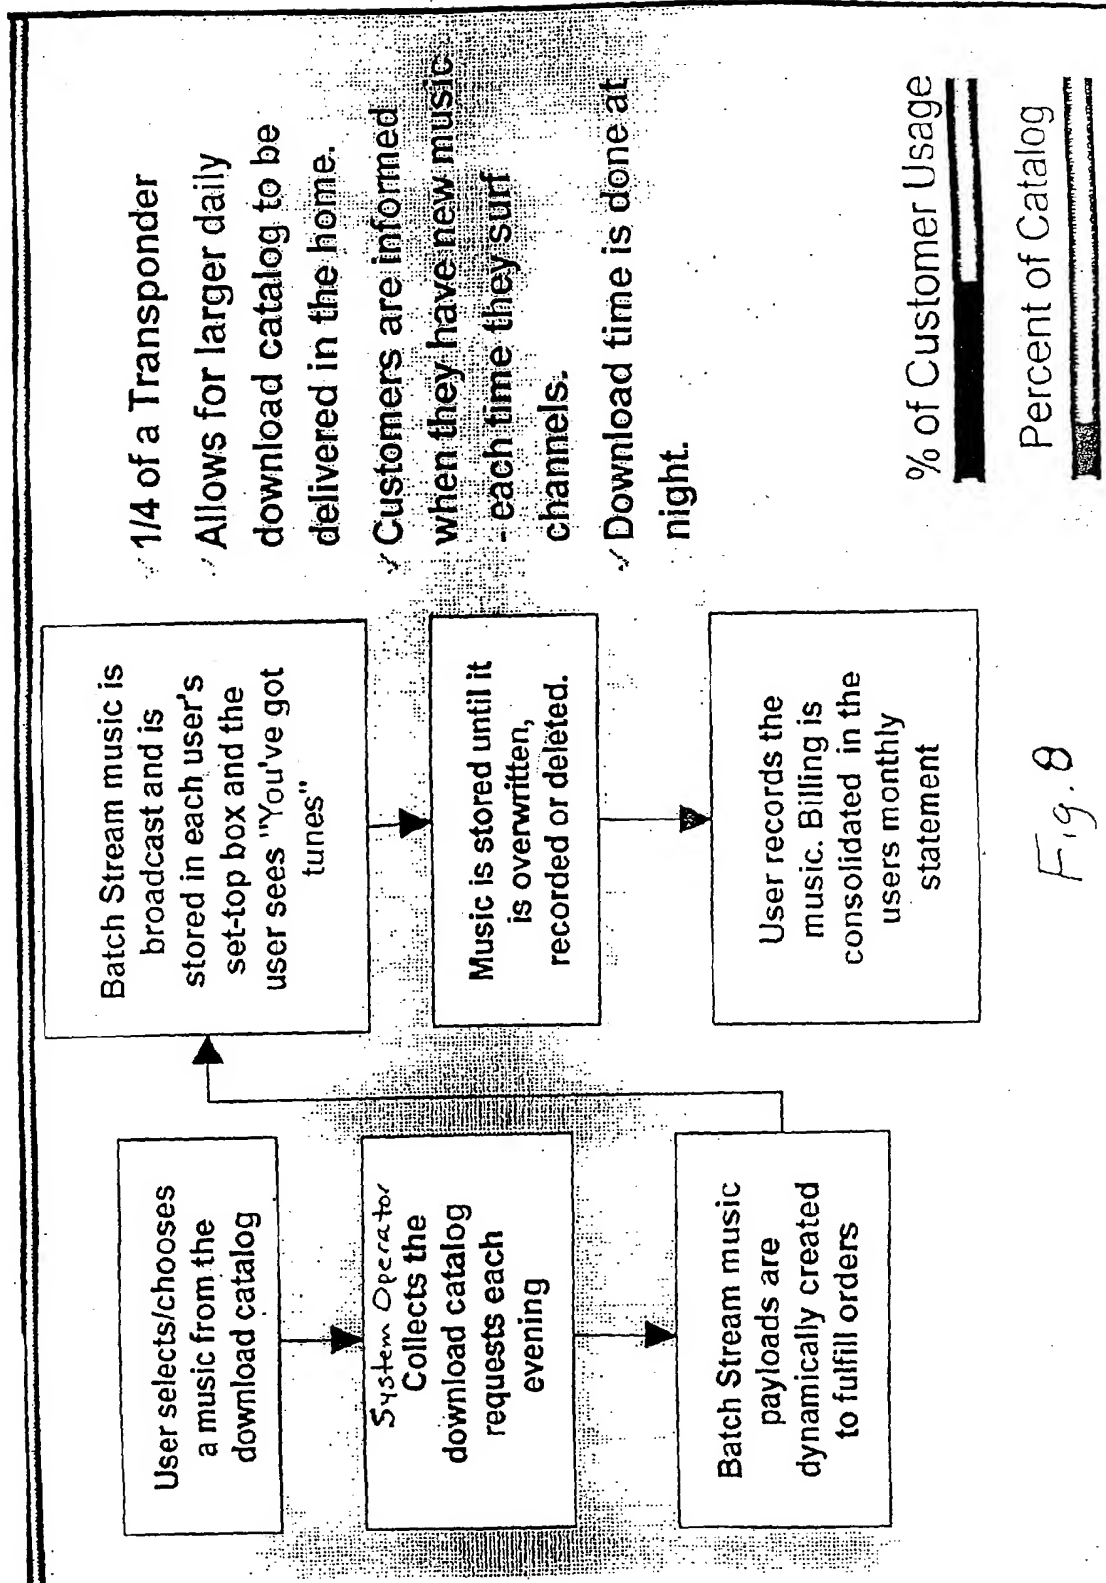 User selects/chooses
a music from the
download catalog
System Operator
Collects the
download catalog
requests each
evening
Batch Stream music
payloads are
dynamically created
to fulfill orders
Batch Stream music is
broadcast and is
stored in each user's
set-top box and the
user sees "You've got
tunes"
Music is stored until it
is overwritten,
recorded or deleted.
User records the
music. Billing is
consolidated in the
users monthly
statement
✓ 1/4 of a Transponder
✓ Allows for larger daily
download catalog to be
delivered in the home.
✓ Customers are informed
when they have new music
- each time they surf
channels.
✓ Download time is done at
night.
% of Customer Usage
Percent of Catalog
Fig. 8